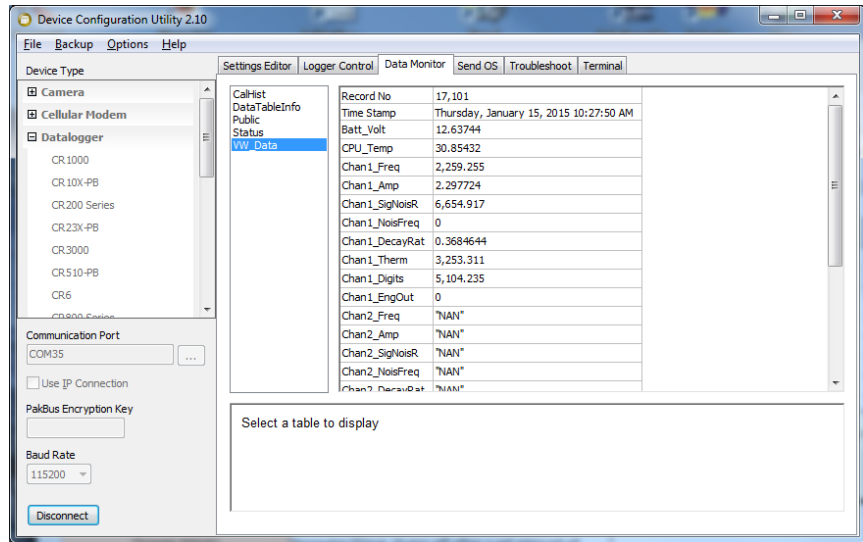 Device Configuration Utility 2.10
File Backup Options Help
Device Type
Camera
Cellular Modem
Datalogger
CR1000
CR10X-PB
CR200 Series
CR23X-PB
CR3000
CR510-PB
CR6
CR800 Series
Communication Port
COM35
...
Use IP Connection
PakBus Encryption Key
Baud Rate
115200
Disconnect
Settings Editor Logger Control Data Monitor Send OS Troubleshoot Terminal
CalHist
DataTableInfo
Public
Status
VW_Data
Record No 17,101
Time Stamp Thursday, January 15, 2015 10:27:50 AM
Batt_Volt 12.63744
CPU_Temp 30.85432
Chan1_Freq 2,259.255
Chan1_Amp 2.297724
Chan1_SigNoisR 6,654.917
Chan1_NoisFreq 0
Chan1_DecayRat 0.3684644
Chan1_Therm 3,253.311
Chan1_Digits 5,104.235
Chan1_EngOut 0
Chan2_Freq "NAN"
Chan2_Amp "NAN"
Chan2_SigNoisR "NAN"
Chan2_NoisFreq "NAN"
Chan2_DecayRat "NAN"
Select a table to display